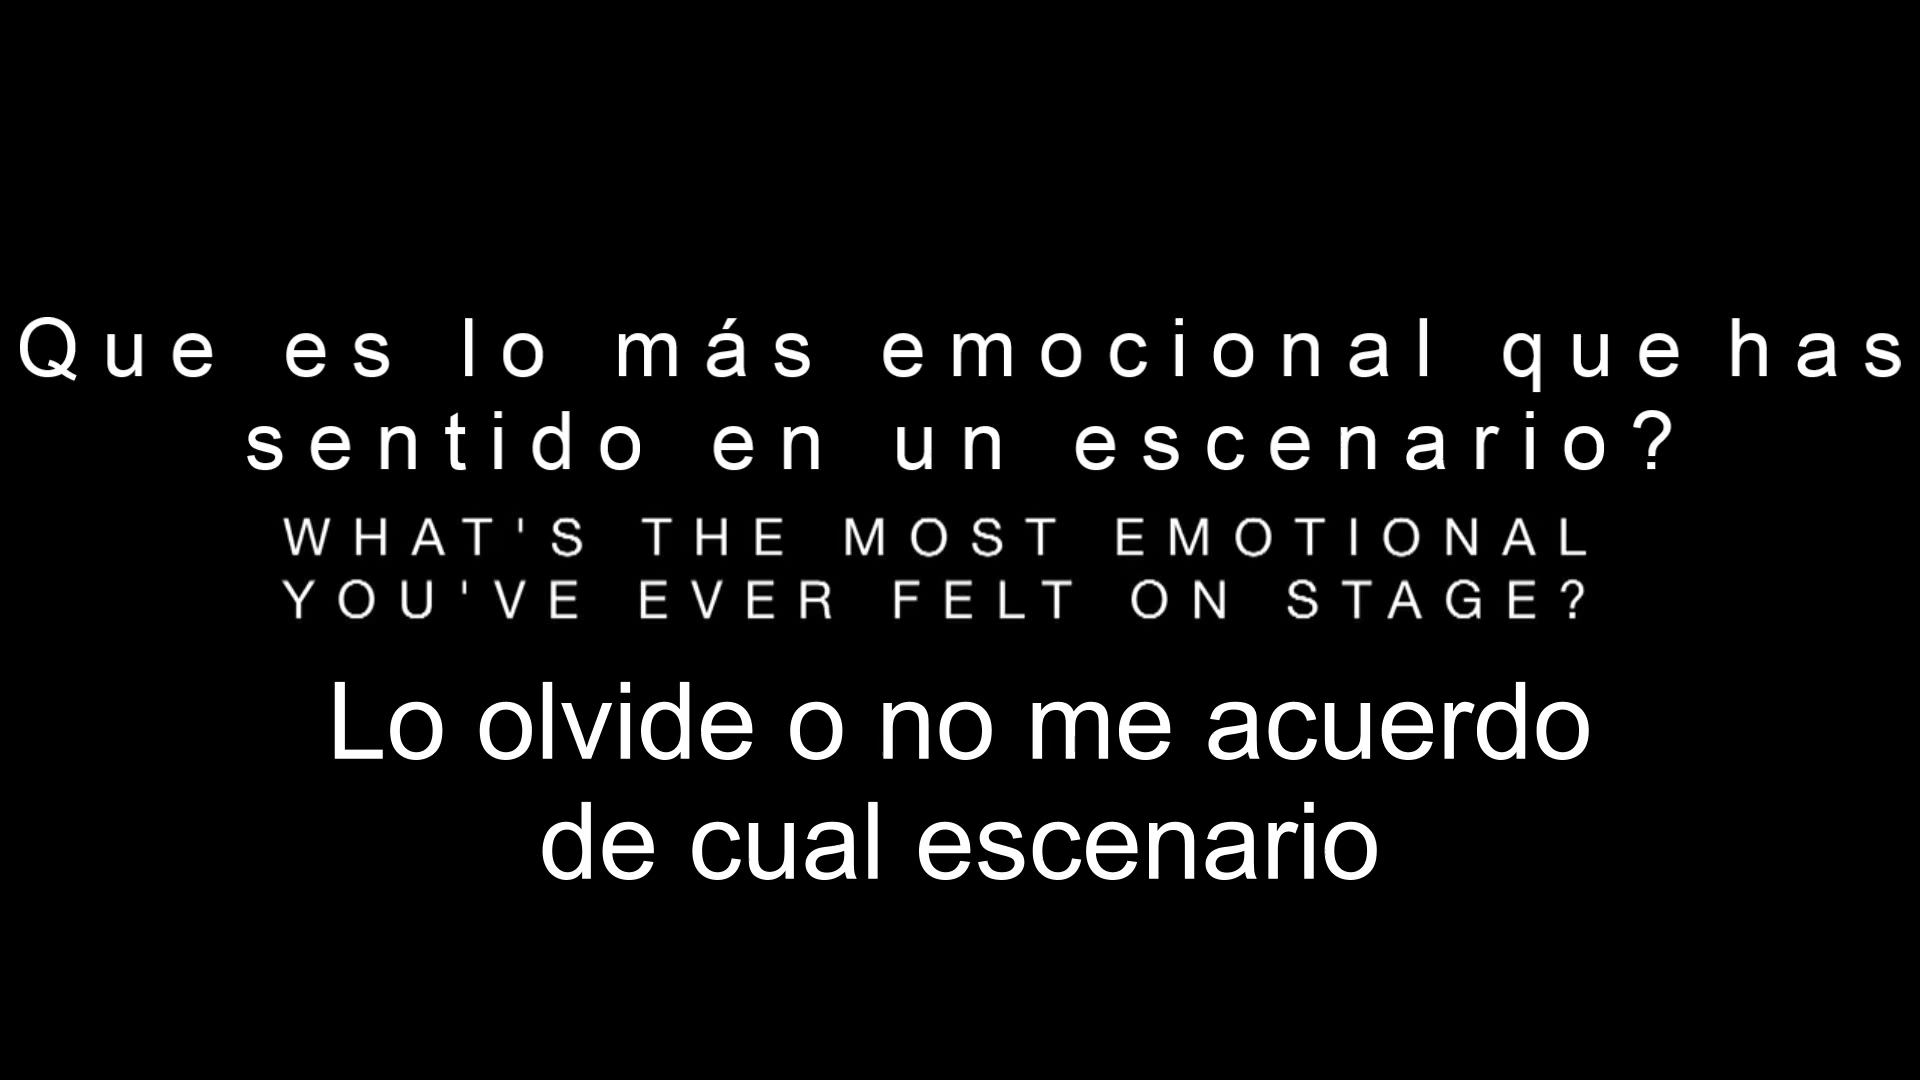 Que es lo más emocional que has
sentido en un escenario?
WHAT'S THE MOST EMOTIONAL
YOU'VE EVER FELT ON STAGE?
Lo olvide o no me acuerdo
de cual escenario